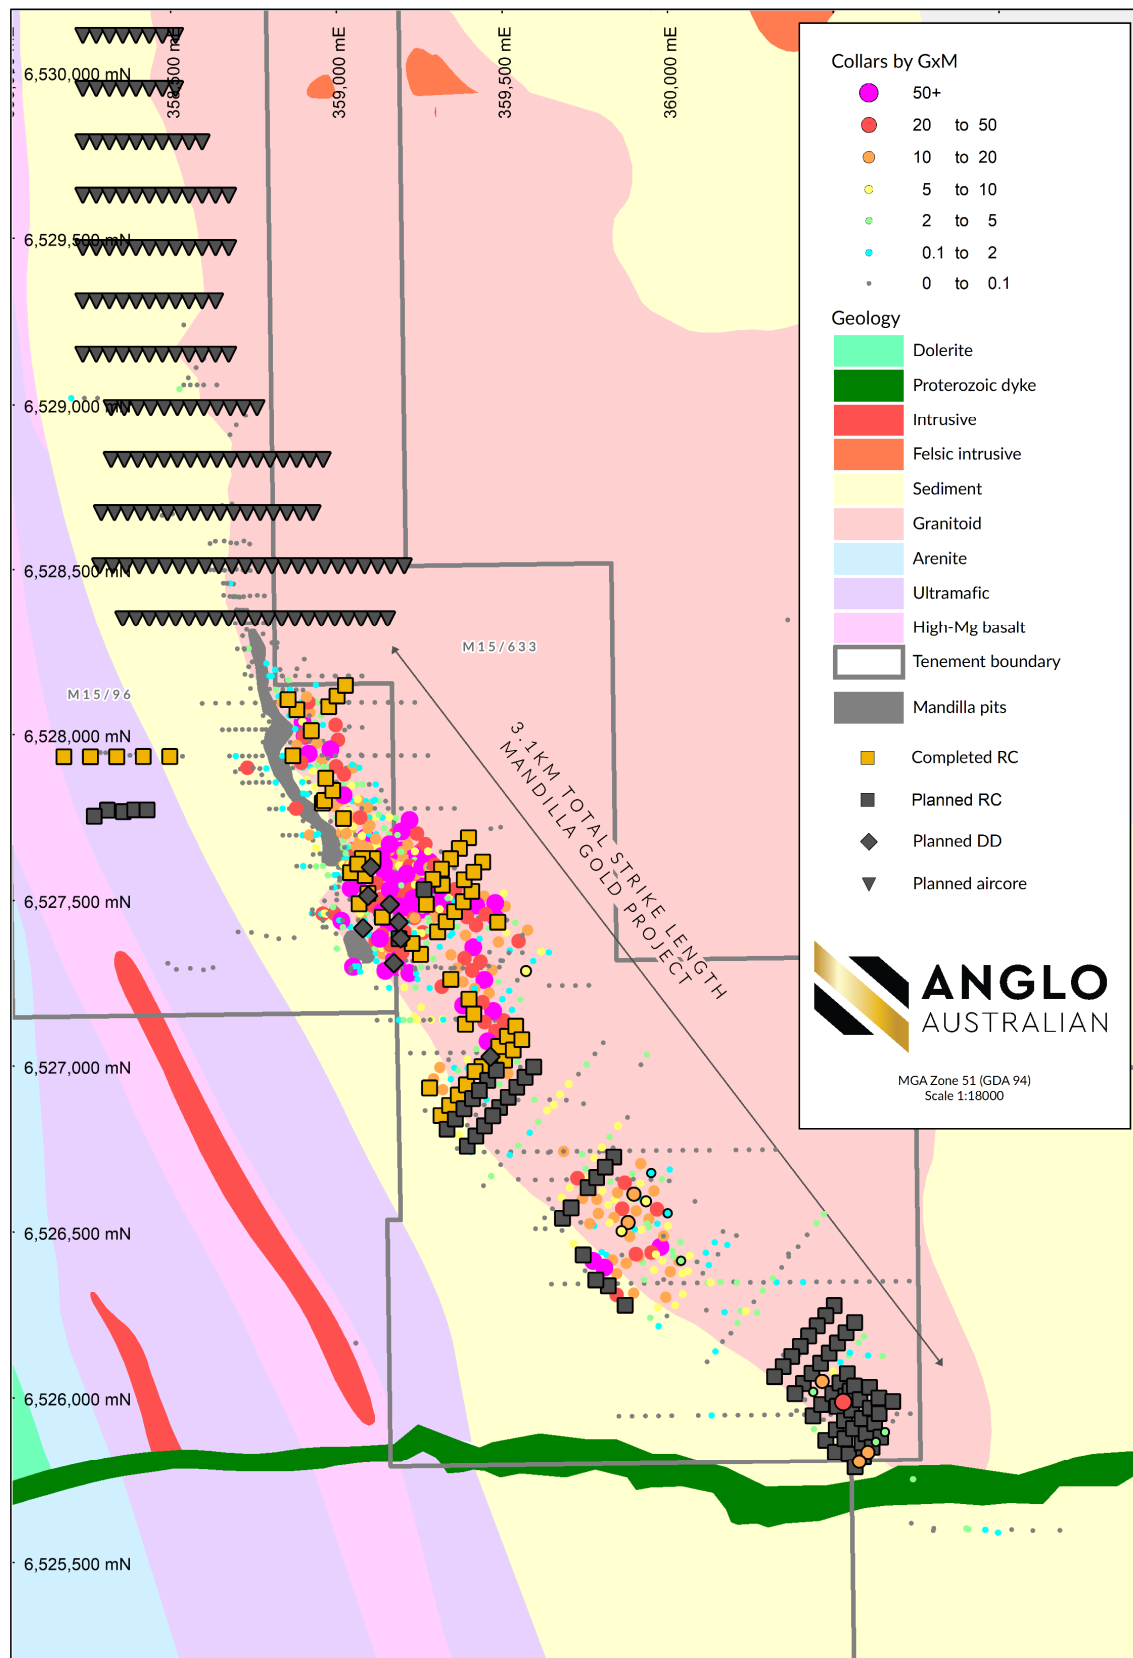 358,500 mE
359,000 mE
359,500 mE
360,000 mE
6,530,000 mN
6,529,500 mN
6,529,000 mN
6,528,500 mN
6,528,000 mN
6,527,500 mN
6,527,000 mN
6,526,500 mN
6,526,000 mN
6,525,500 mN
M15/633
M15/96
3.1KM TOTAL STRIKE LENGTH
MANDILLA GOLD PROJECT
Collars by GxM
50+
20 to 50
10 to 20
5 to 10
2 to 5
0.1 to 2
0 to 0.1
Geology
Dolerite
Proterozoic dyke
Intrusive
Felsic intrusive
Sediment
Granitoid
Arenite
Ultramafic
High-Mg basalt
Tenement boundary
Mandilla pits
Completed RC
Planned RC
Planned DD
Planned aircore
ANGLO
AUSTRALIAN
MGA Zone 51 (GDA 94)
Scale 1:18000